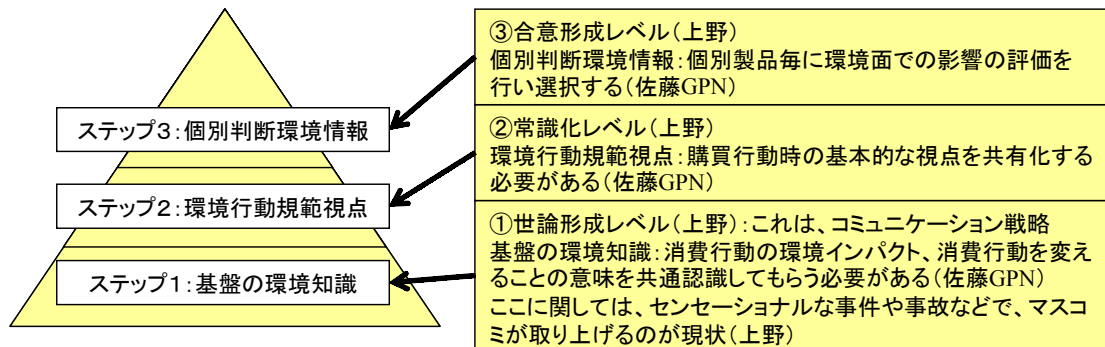 ステップ3:個別判断環境情報
ステップ2:環境行動規範視点
ステップ1:基盤の環境知識
③合意形成レベル(上野)
個別判断環境情報:個別製品毎に環境面での影響の評価を
行い選択する(佐藤GPN)
②常識化レベル(上野)
環境行動規範視点:購買行動時の基本的な視点を共有化する
必要がある(佐藤GPN)
①世論形成レベル(上野):これは、コミュニケーション戦略
基盤の環境知識:消費行動の環境インパクト、消費行動を変え
ることの意味を共通認識してもらう必要がある(佐藤GPN)
ここに関しては、センセーショナルな事件や事故などで、マスコ
ミが取り上げるのが現状(上野)